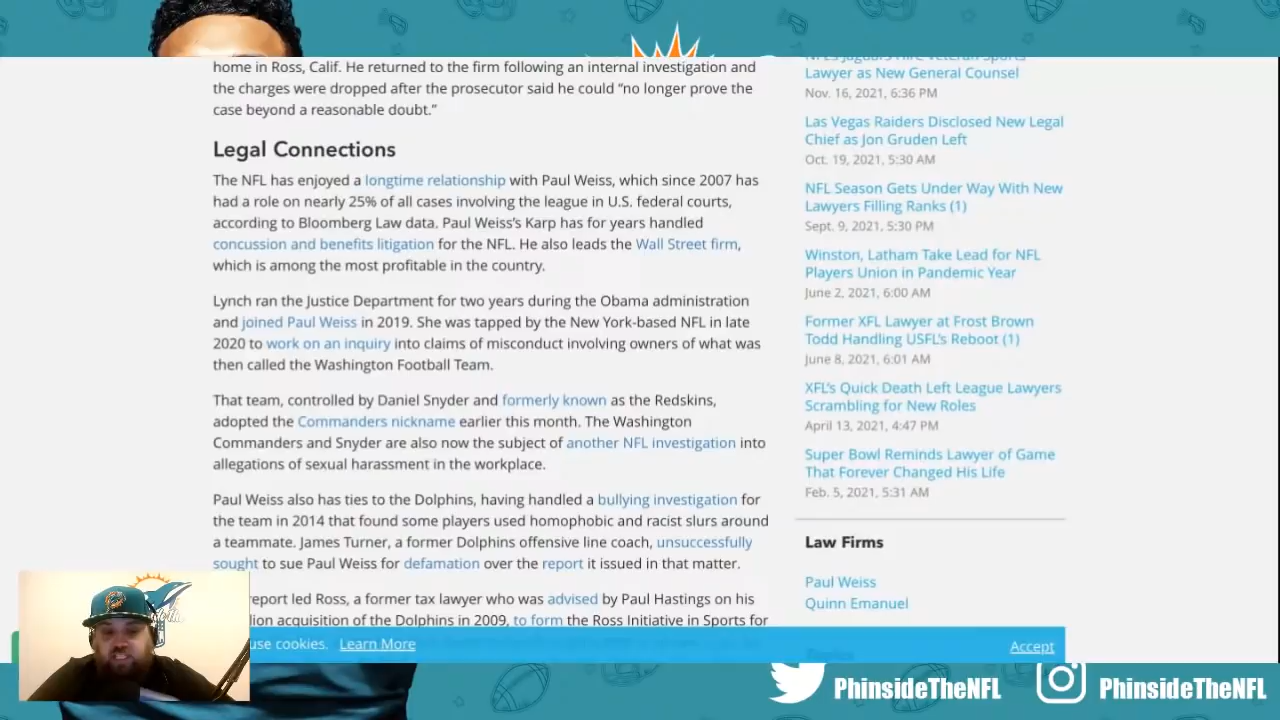 home in Ross, Calif. He returned to the firm following an internal investigation and
the charges were dropped after the prosecutor said he could “no longer prove the
case beyond a reasonable doubt.”
Legal Connections
The NFL has enjoyed a longtime relationship with Paul Weiss, which since 2007 has
had a role on nearly 25% of all cases involving the league in U.S. federal courts,
according to Bloomberg Law data. Paul Weiss’s Karp has for years handled
concussion and benefits litigation for the NFL. He also leads the Wall Street firm,
which is among the most profitable in the country.
Lynch ran the Justice Department for two years during the Obama administration
and joined Paul Weiss in 2019. She was tapped by the New York-based NFL in late
2020 to work on an inquiry into claims of misconduct involving owners of what was
then called the Washington Football Team.
That team, controlled by Daniel Snyder and formerly known as the Redskins,
adopted the Commanders nickname earlier this month. The Washington
Commanders and Snyder are also now the subject of another NFL investigation into
allegations of sexual harassment in the workplace.
Paul Weiss also has ties to the Dolphins, having handled a bullying investigation for
the team in 2014 that found some players used homophobic and racist slurs around
a teammate. James Turner, a former Dolphins offensive line coach, unsuccessfully
sought to sue Paul Weiss for defamation over the report it issued in that matter.
report led Ross, a former tax lawyer who was advised by Paul Hastings on his
acquisition of the Dolphins in 2009, to form the Ross Initiative in Sports for
NFL's Jaguars Hire Veteran Sports
Lawyer as New General Counsel
Nov. 16, 2021, 6:36 PM
Las Vegas Raiders Disclosed New Legal
Chief as Jon Gruden Left
Oct. 19, 2021, 5:30 AM
NFL Season Gets Under Way With New
Lawyers Filling Ranks (1)
Sept. 9, 2021, 5:30 PM
Winston, Latham Take Lead for NFL
Players Union in Pandemic Year
June 2, 2021, 6:00 AM
Former XFL Lawyer at Frost Brown
Todd Handling USFL’s Reboot (1)
June 8, 2021, 6:01 AM
XFL’s Quick Death Left League Lawyers
Scrambling for New Roles
April 13, 2021, 4:47 PM
Super Bowl Reminds Lawyer of Game
That Forever Changed His Life
Feb. 5, 2021, 5:31 AM
Law Firms
Paul Weiss
Quinn Emanuel
use cookies. Learn More
Accept
PhinsideTheNFL
PhinsideTheNFL